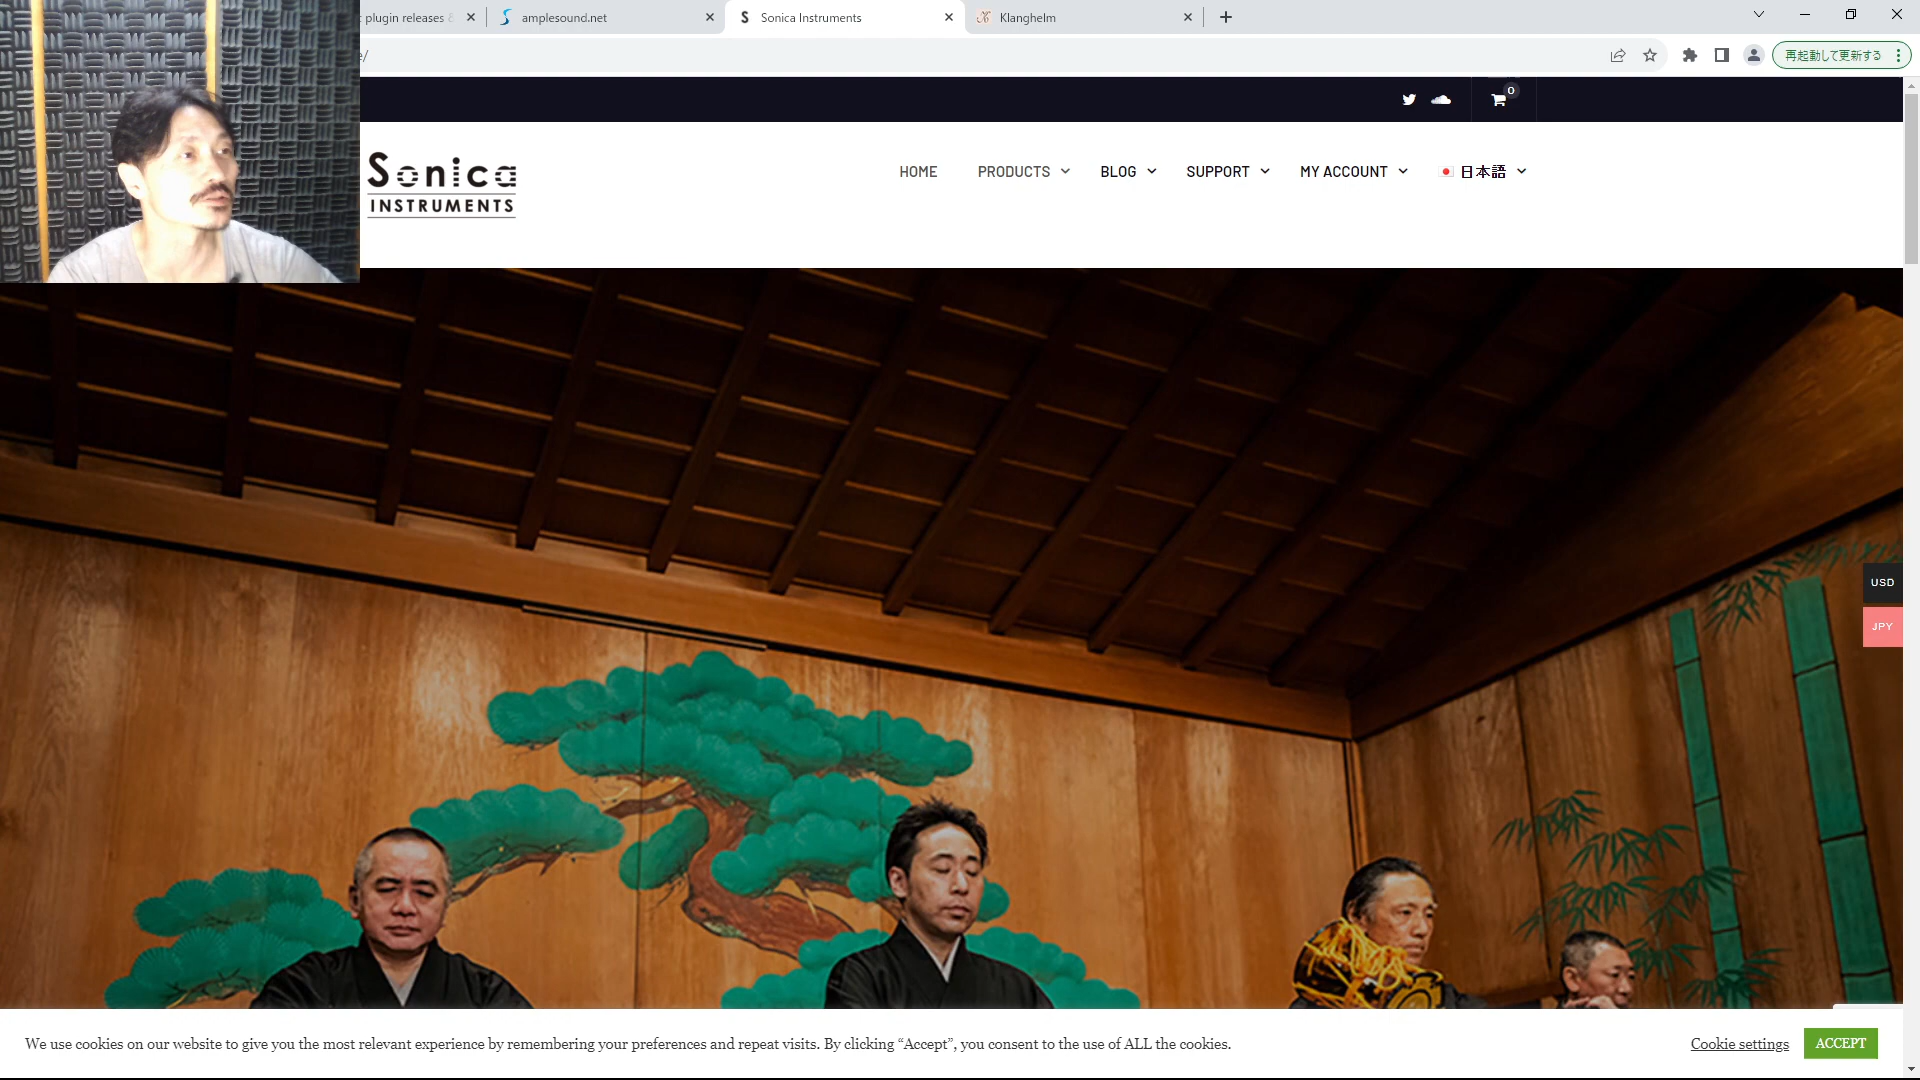 t plugin releases &
amplesound.net
Sonica Instruments
Klanghelm
e/
再起動して更新する
0
Sonica
INSTRUMENTS
HOME
PRODUCTS
BLOG
SUPPORT
MY ACCOUNT
日本語
USD
JPY
We use cookies on our website to give you the most relevant experience by remembering your preferences and repeat visits. By clicking “Accept”, you consent to the use of ALL the cookies.
Cookie settings
ACCEPT